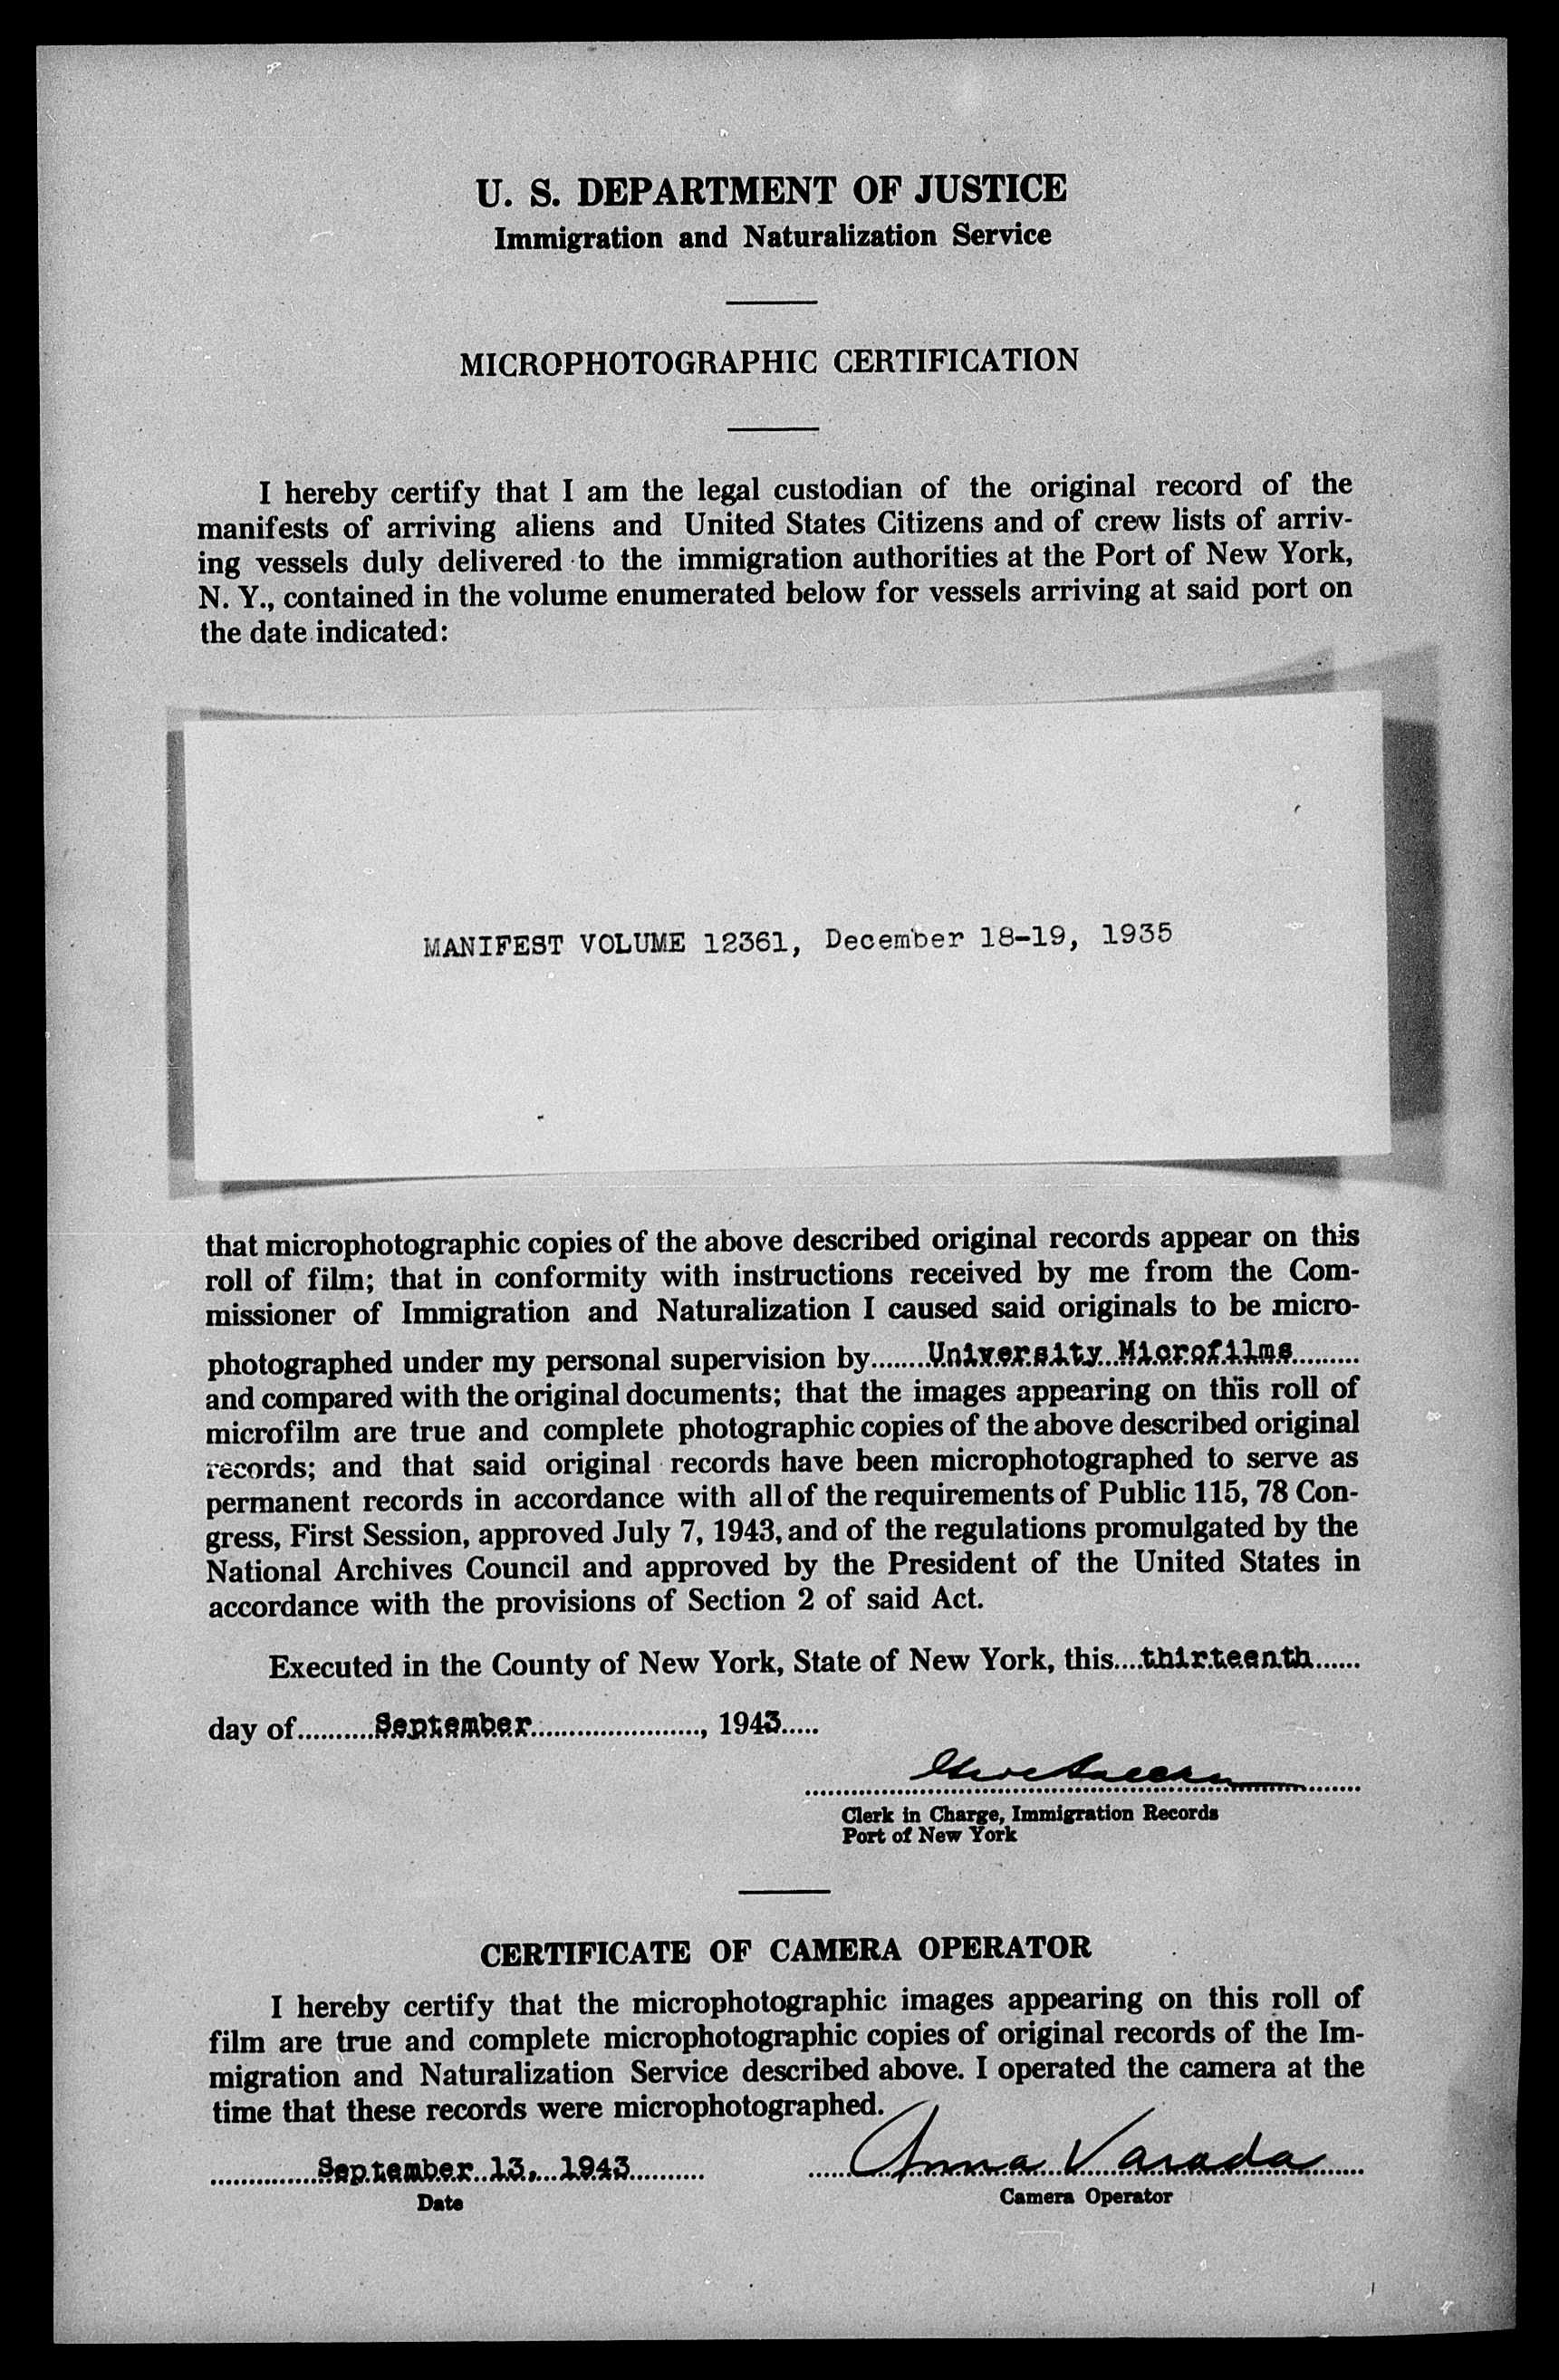 U. S. DEPARTMENT OF JUSTICE
Immigration and Naturalization Service
MICROPHOTOGRAPHIC CERTIFICATION
I hereby certify that I am the legal custodian of the original record of the
manifests of arriving aliens and United States Citizens and of crew lists of arriv-
ing vessels duly delivered to the immigration authorities at the Port of New York,
N. Y., contained in the volume enumerated below for vessels arriving at said port on
the date indicated:
MANIFEST VOLUME 12361, December 18-19, 1935
that microphotographic copies of the above described original records appear on this
roll of film; that in conformity with instructions received by me from the Com-
missioner of Immigration and Naturalization I caused said originals to be micro-
photographed under my personal supervision by.......University Microfilms.........
and compared with the original documents; that the images appearing on this roll of
microfilm are true and complete photographic copies of the above described original
records; and that said original records have been microphotographed to serve as
permanent records in accordance with all of the requirements of Public 115, 78 Con-
gress, First Session, approved July 7, 1943, and of the regulations promulgated by the
National Archives Council and approved by the President of the United States in
accordance with the provisions of Section 2 of said Act.
Executed in the County of New York, State of New York, this....thirteenth......
day of..........September......................, 1943.....
Clerk in Charge, Immigration Records
Port of New York
CERTIFICATE OF CAMERA OPERATOR
I hereby certify that the microphotographic images appearing on this roll of
film are true and complete microphotographic copies of original records of the Im-
migration and Naturalization Service described above. I operated the camera at the
time that these records were microphotographed.
September 13, 1943 Anna Varada
Date Camera Operator